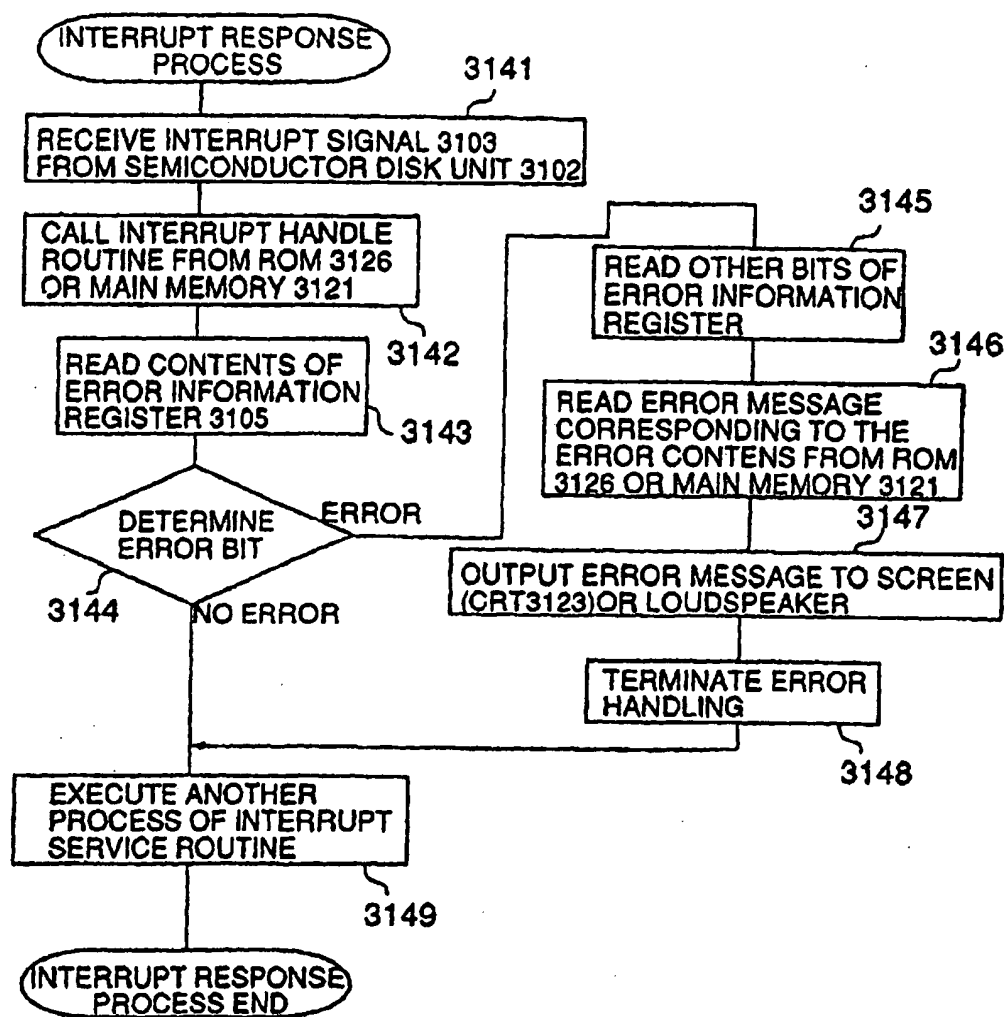 INTERRUPT RESPONSE
PROCESS
3141
RECEIVE INTERRUPT SIGNAL 3103
FROM SEMICONDUCTOR DISK UNIT 3102
CALL INTERRUPT HANDLE
ROUTINE FROM ROM 3126
OR MAIN MEMORY 3121
3142
READ CONTENTS OF
ERROR INFORMATION
REGISTER 3105
3143
DETERMINE
ERROR BIT
ERROR
3144
NO ERROR
3145
READ OTHER BITS OF
ERROR INFORMATION
REGISTER
3146
READ ERROR MESSAGE
CORRESPONDING TO THE
ERROR CONTENS FROM ROM
3126 OR MAIN MEMORY 3121
3147
OUTPUT ERROR MESSAGE TO SCREEN
(CRT3123)OR LOUDSPEAKER
TERMINATE ERROR
HANDLING
3148
EXECUTE ANOTHER
PROCESS OF INTERRUPT
SERVICE ROUTINE
3149
INTERRUPT RESPONSE
PROCESS END